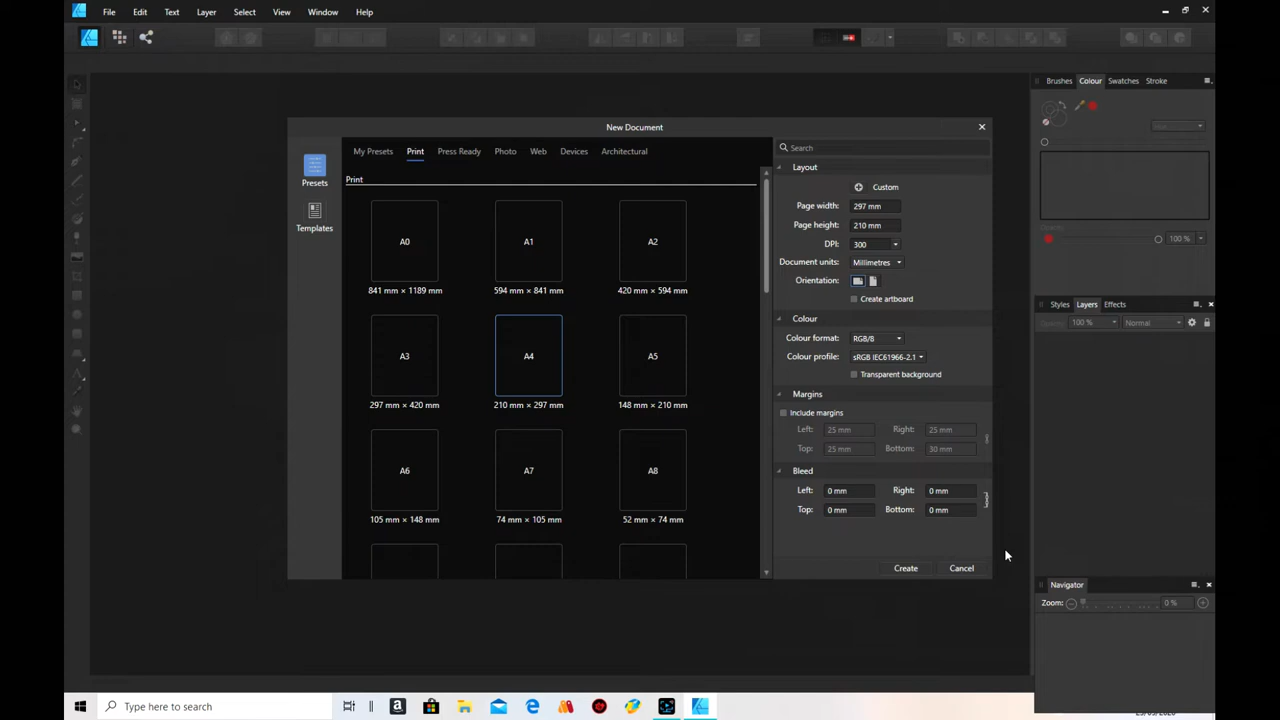 File Edit Text Layer Select View Window Help
Brushes Colour Swatches Stroke
Opacity:
100 %
New Document
Presets
Templates
My Presets Print Press Ready Photo Web Devices Architectural
Print
A0
841 mm × 1189 mm
A1
594 mm × 841 mm
A2
420 mm × 594 mm
A3
297 mm × 420 mm
A4
210 mm × 297 mm
A5
148 mm × 210 mm
A6
105 mm × 148 mm
A7
74 mm × 105 mm
A8
52 mm × 74 mm
Search
Layout
Custom
Page width: 297 mm
Page height: 210 mm
DPI: 300
Document units: Millimetres
Orientation:
Create artboard
Colour
Colour format: RGB/8
Colour profile: sRGB IEC61966-2.1
Transparent background
Margins
Include margins
Left: 25 mm Right: 25 mm
Top: 25 mm Bottom: 30 mm
Bleed
Left: 0 mm Right: 0 mm
Top: 0 mm Bottom: 0 mm
Create Cancel
Styles Layers Effects
Opacity: 100 % Normal
Navigator
Zoom: 0 %
Type here to search